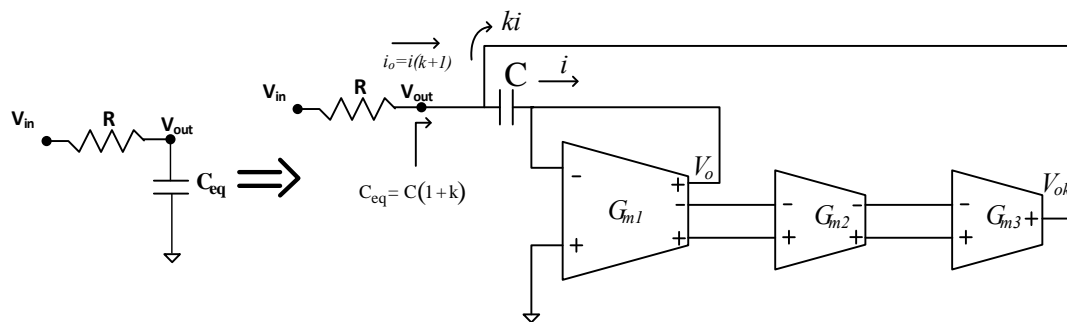 V_in
R
V_out
C_eq
V_in
R
V_out
i_o=i(k+1)
ki
C
i
C_eq=C(1+k)
-
+
G_m1
+
V_o
-
+
-
+
G_m2
-
+
-
+
G_m3
+
V_ok